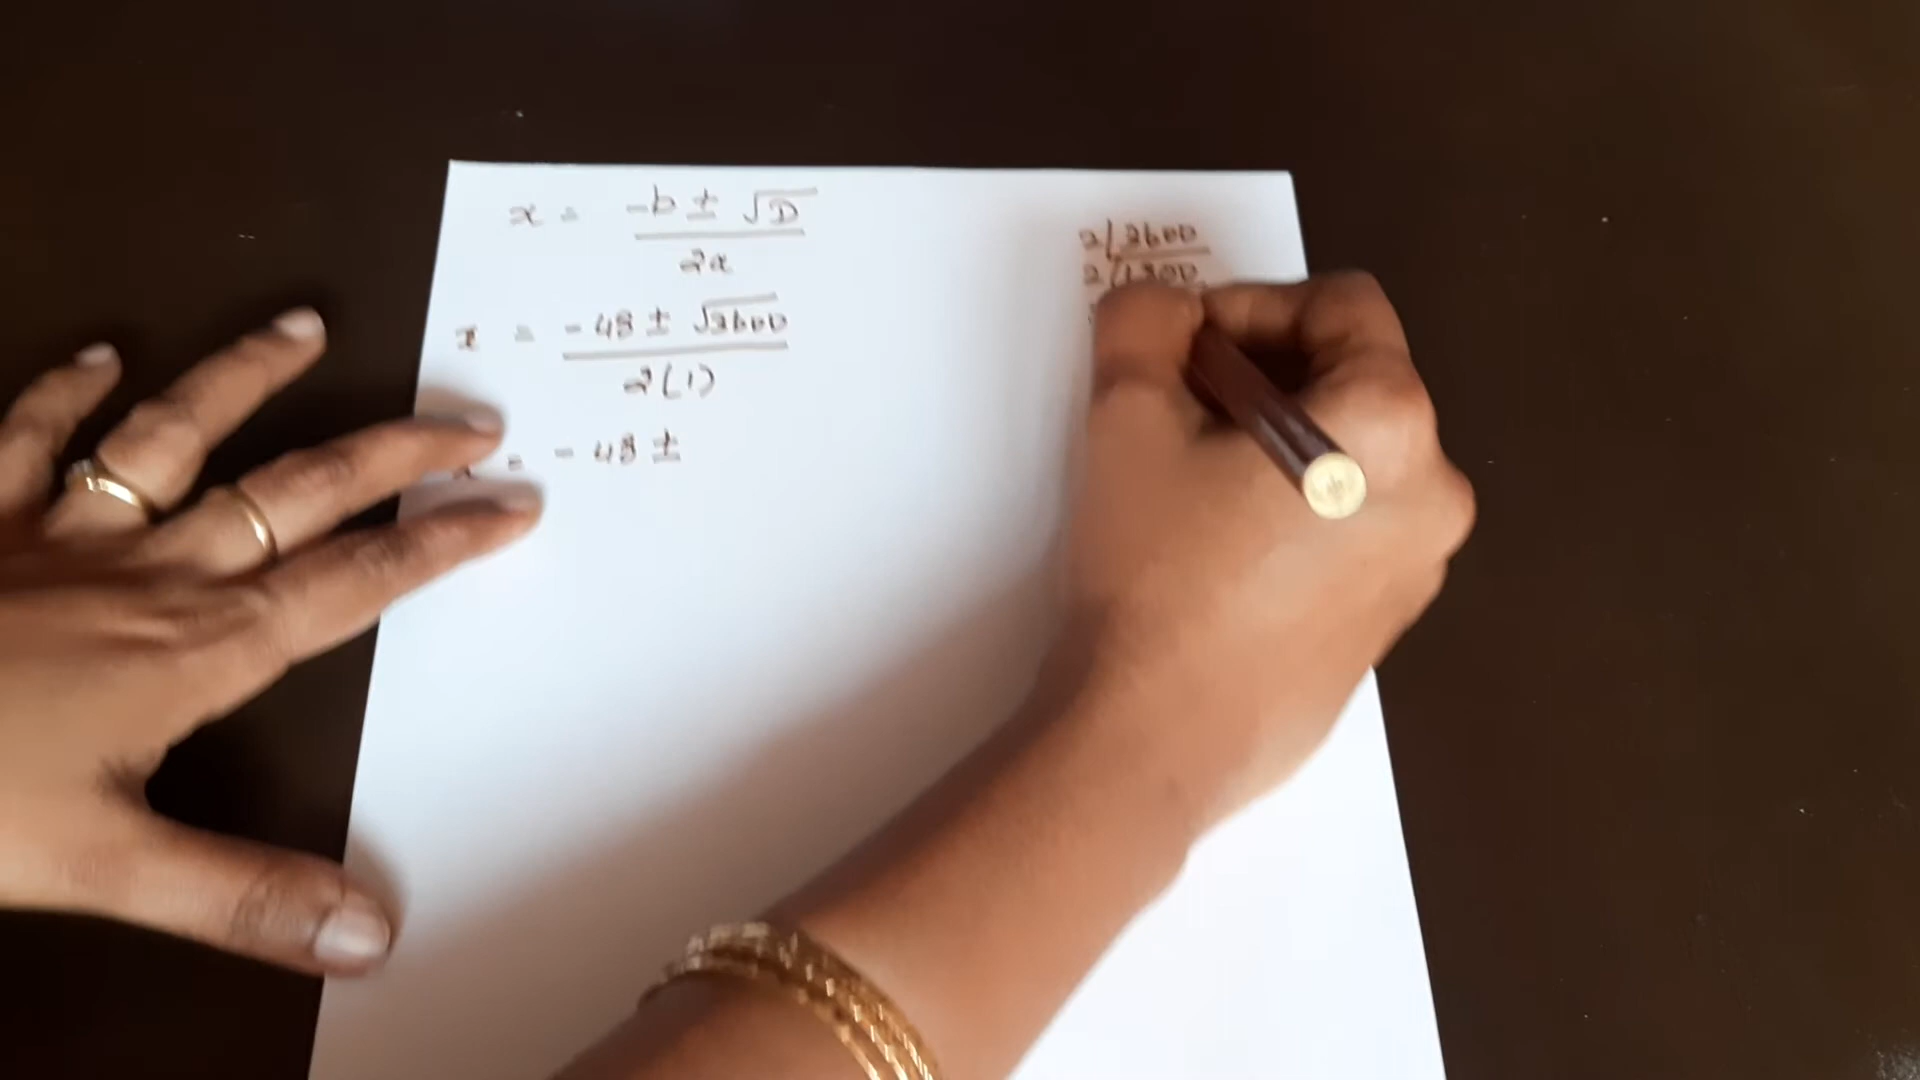 x = -b ± √D
2a
x = -48 ± √2600
2(1)
x = - 48 ±
2 2600
2 1300